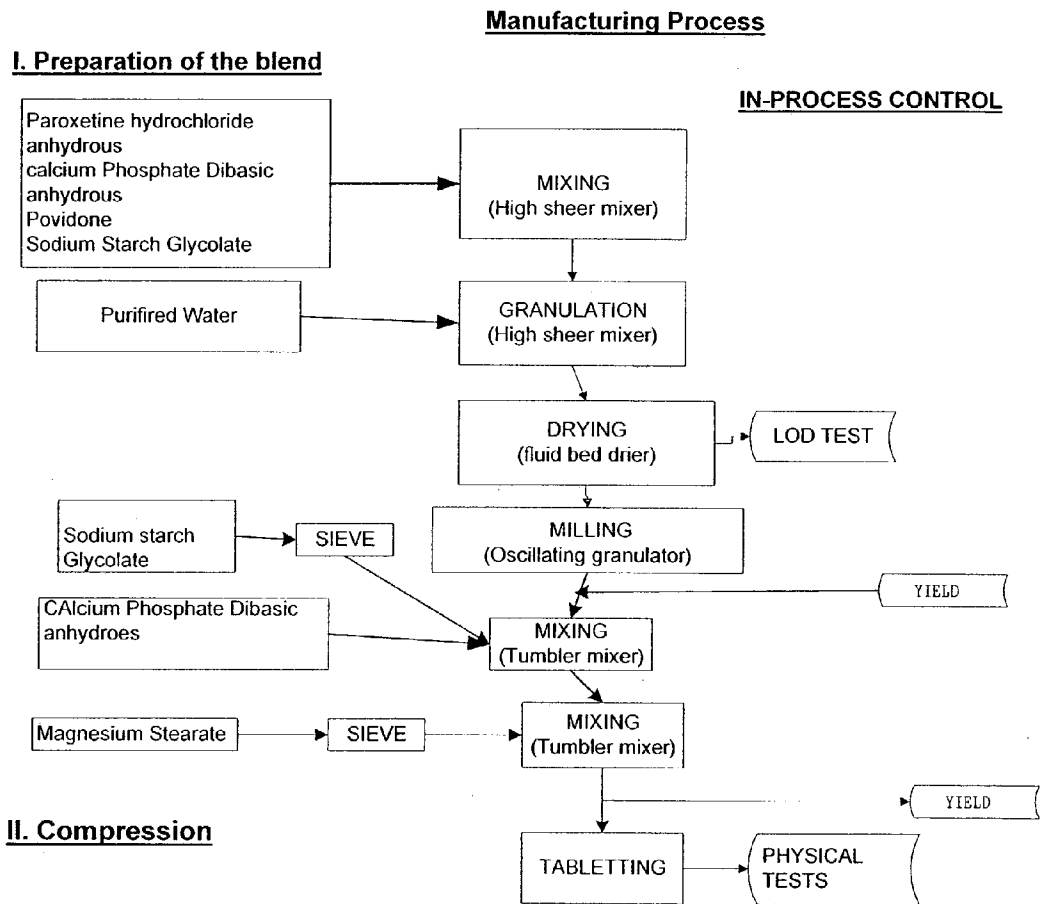 Manufacturing Process
I. Preparation of the blend
IN-PROCESS CONTROL
Paroxetine hydrochloride
anhydrous
calcium Phosphate Dibasic
anhydrous
Povidone
Sodium Starch Glycolate
MIXING
(High sheer mixer)
Purifired Water
GRANULATION
(High sheer mixer)
DRYING
(fluid bed drier)
LOD TEST
Sodium starch
Glycolate
SIEVE
MILLING
(Oscillating granulator)
YIELD
CAlcium Phosphate Dibasic
anhydroes
MIXING
(Tumbler mixer)
Magnesium Stearate
SIEVE
MIXING
(Tumbler mixer)
YIELD
II. Compression
TABLETTING
PHYSICAL
TESTS